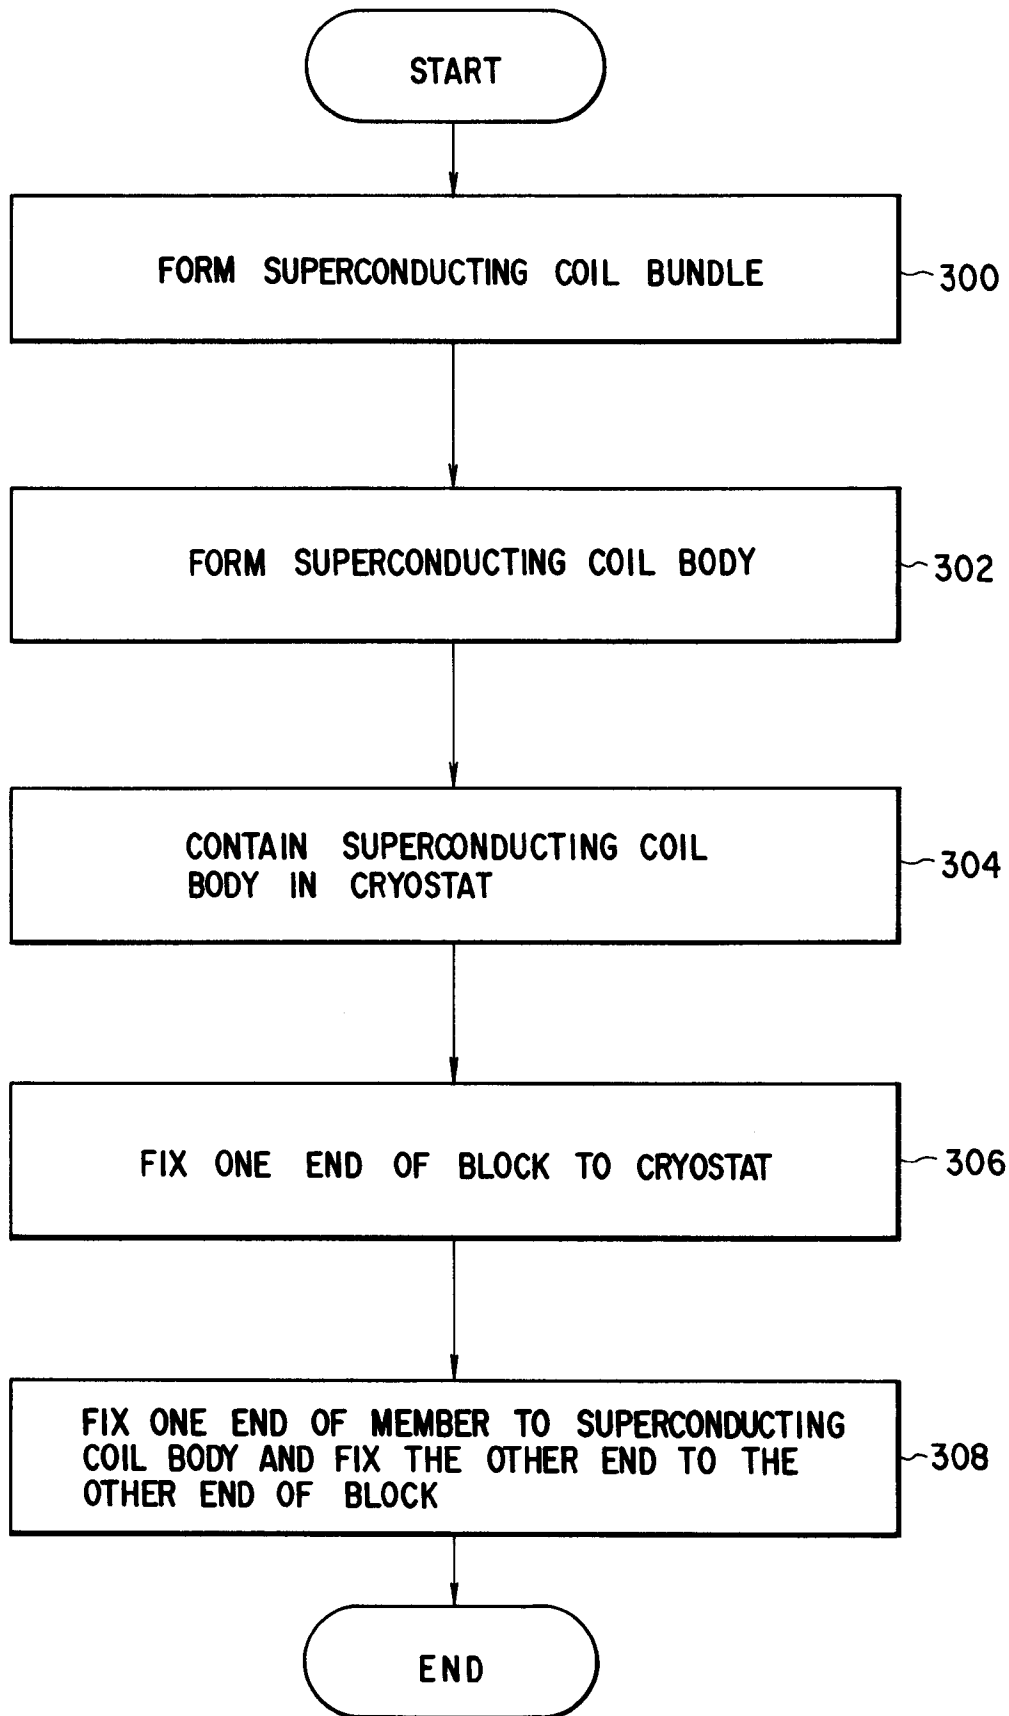 START
FORM SUPERCONDUCTING COIL BUNDLE
300
FORM SUPERCONDUCTING COIL BODY
302
CONTAIN SUPERCONDUCTING COIL
BODY IN CRYOSTAT
304
FIX ONE END OF BLOCK TO CRYOSTAT
306
FIX ONE END OF MEMBER TO SUPERCONDUCTING
COIL BODY AND FIX THE OTHER END TO THE
OTHER END OF BLOCK
308
END